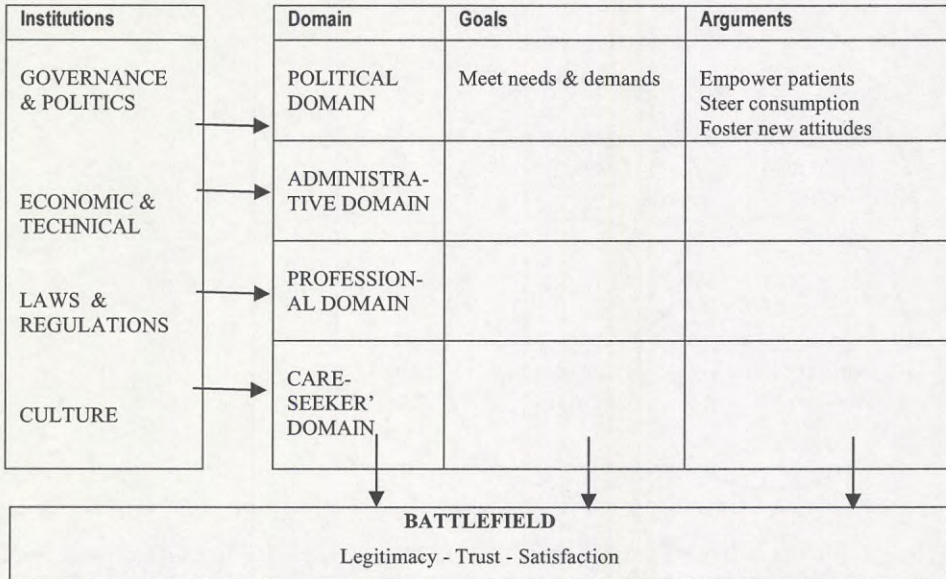 Institutions
GOVERNANCE
& POLITICS
ECONOMIC &
TECHNICAL
LAWS &
REGULATIONS
CULTURE
Domain
Goals
Arguments
POLITICAL
DOMAIN
Meet needs & demands
Empower patients
Steer consumption
Foster new attitudes
ADMINISTRA-
TIVE DOMAIN
PROFESSION-
AL DOMAIN
CARE-
SEEKER'
DOMAIN
BATTLEFIELD
Legitimacy - Trust - Satisfaction